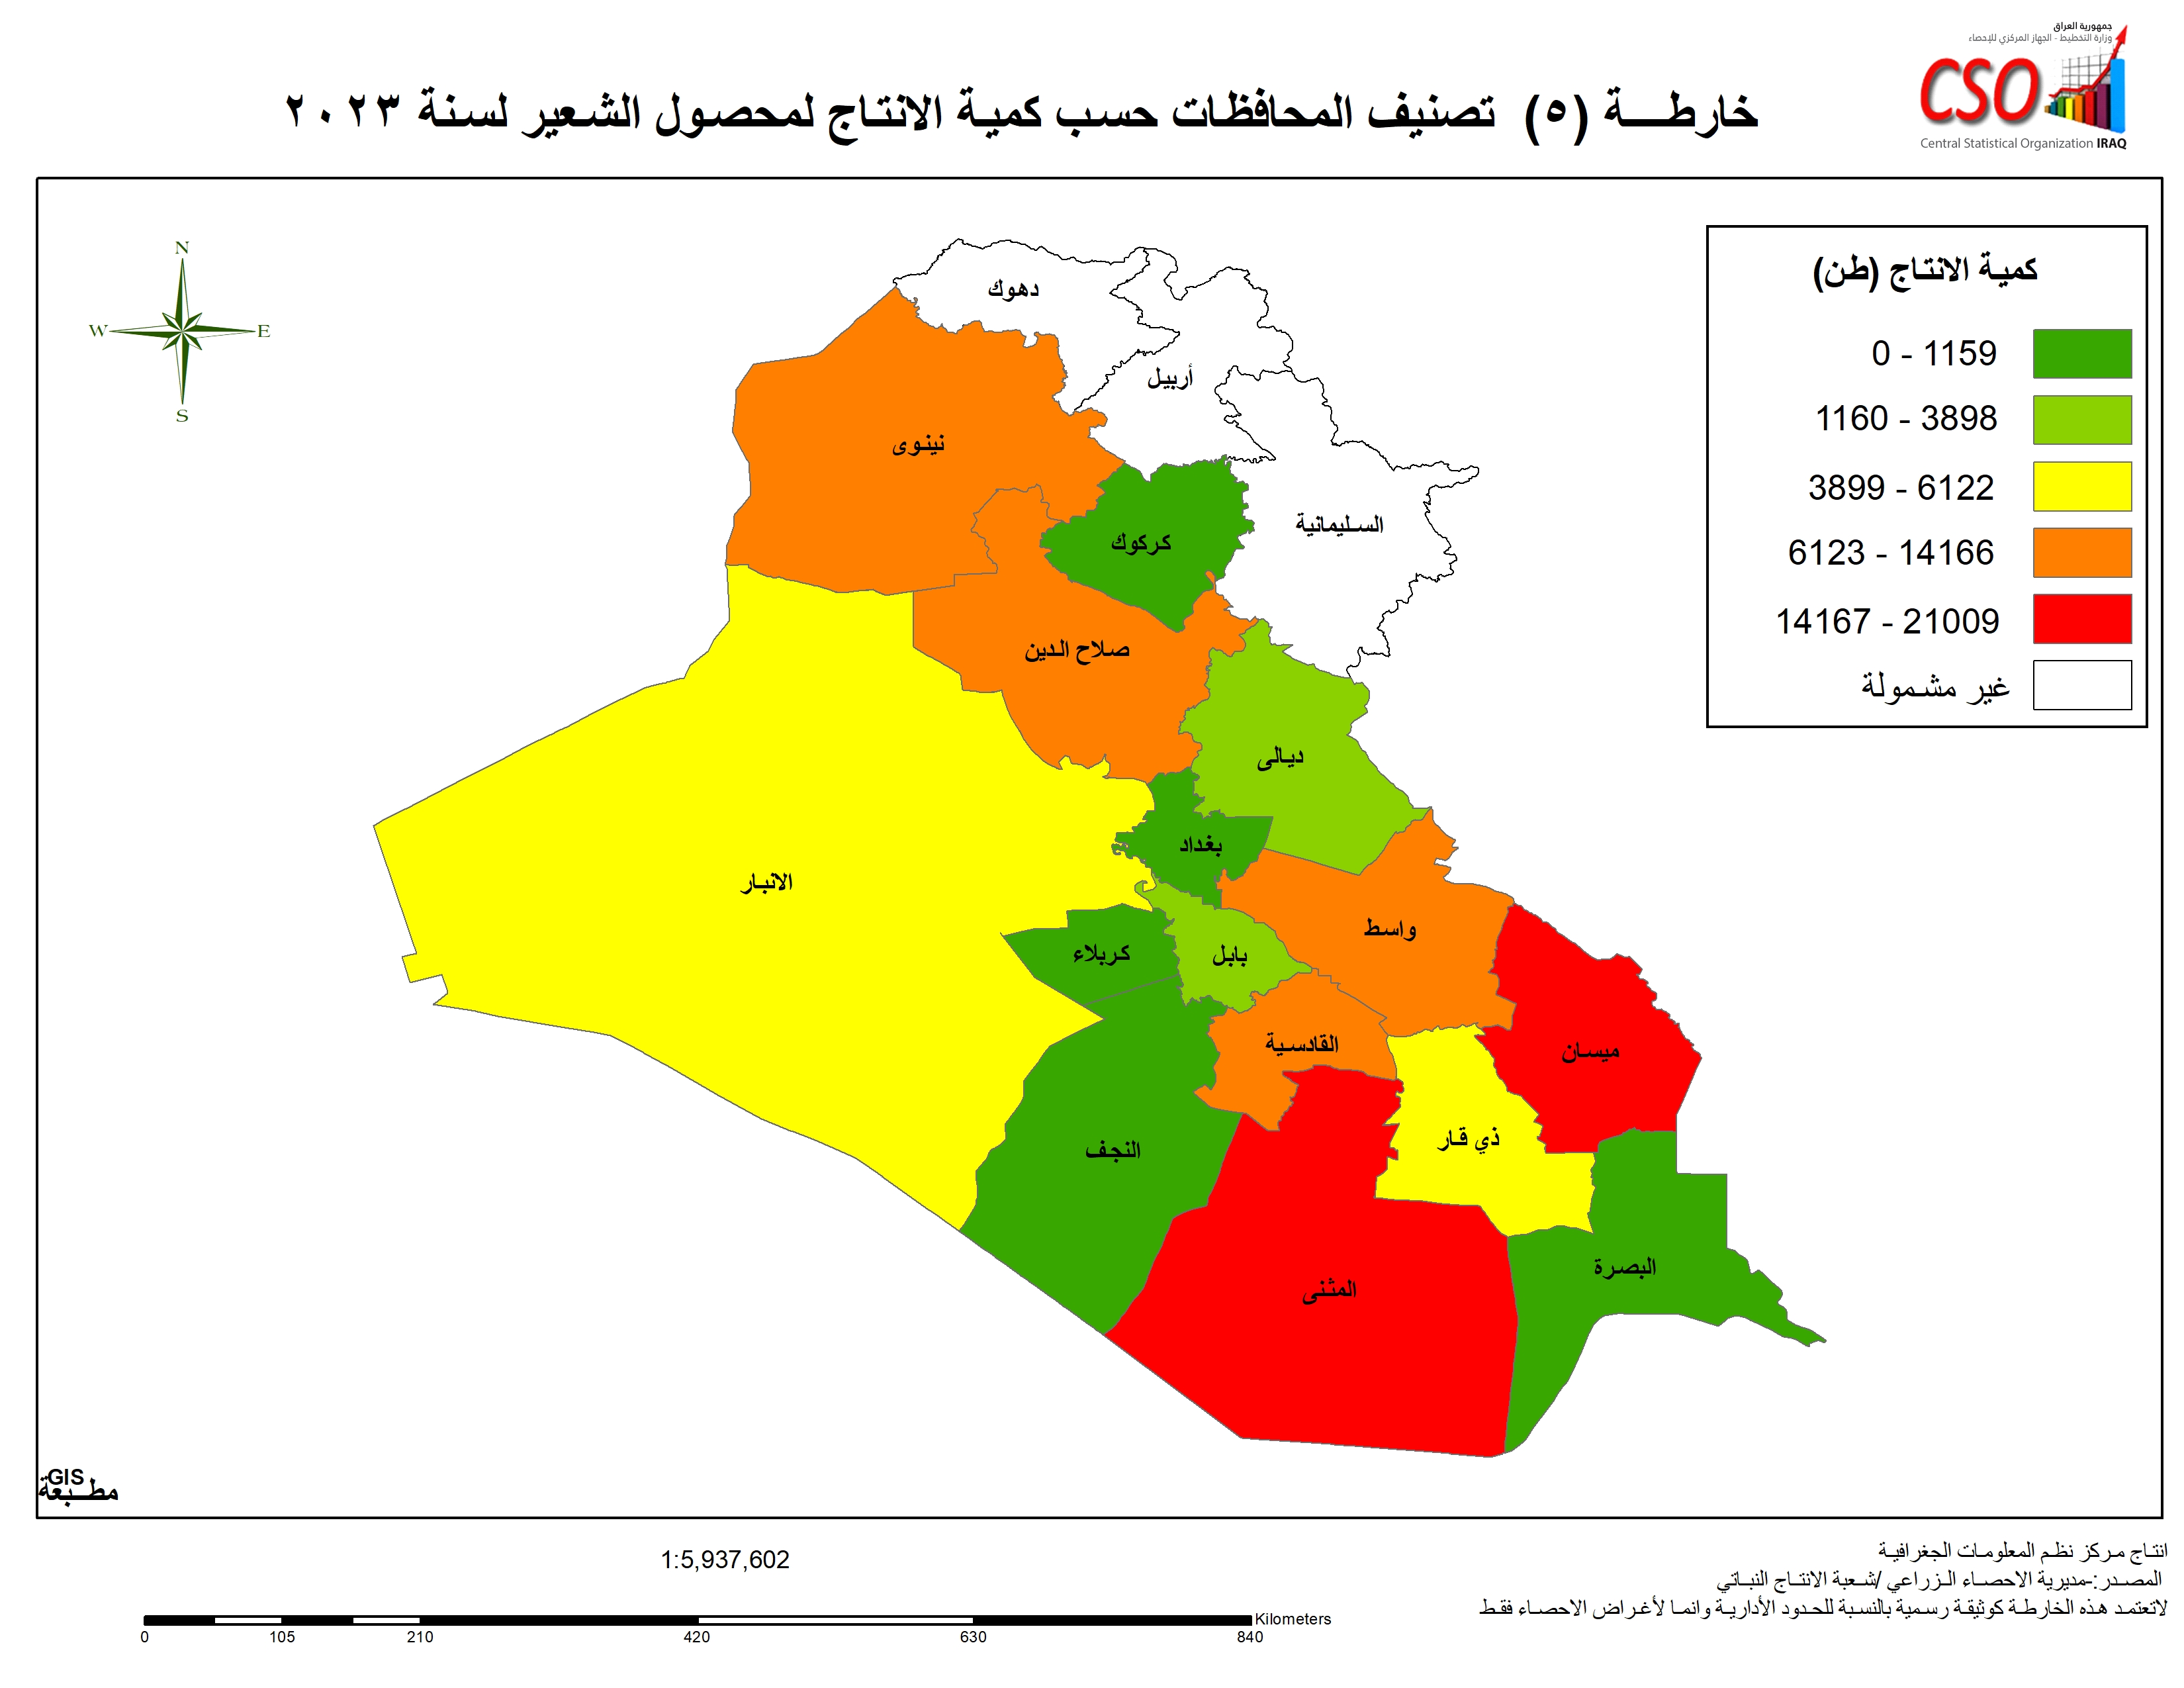 جمهورية العراق
وزارة التخطيط - الجهاز المركزي للإحصاء
CSO
Central Statistical Organization IRAQ
خارطـــة (٥) تصنيف المحافظات حسب كمية الانتاج لمحصول الشعير لسنة ٢٠٢٣
كمية الانتاج (طن)
0 - 1159
1160 - 3898
3899 - 6122
6123 - 14166
14167 - 21009
غير مشمولة
N
W
E
S
دهوك
أربيل
نينوى
السليمانية
كركوك
صلاح الدين
ديالى
بغداد
الانبار
واسط
كربلاء
بابل
القادسية
ميسان
ذي قار
النجف
البصرة
المثنى
GIS
مطــبعة
1:5,937,602
Kilometers
0 105 210 420 630 840
انتاج مركز نظم المعلومات الجغرافية
المصدر:-مديرية الاحصاء الزراعي /شعبة الانتاج النباتي
لاتعتمد هذه الخارطة كوثيقة رسمية بالنسبة للحدود الأدارية وانما لأغراض الاحصاء فقط